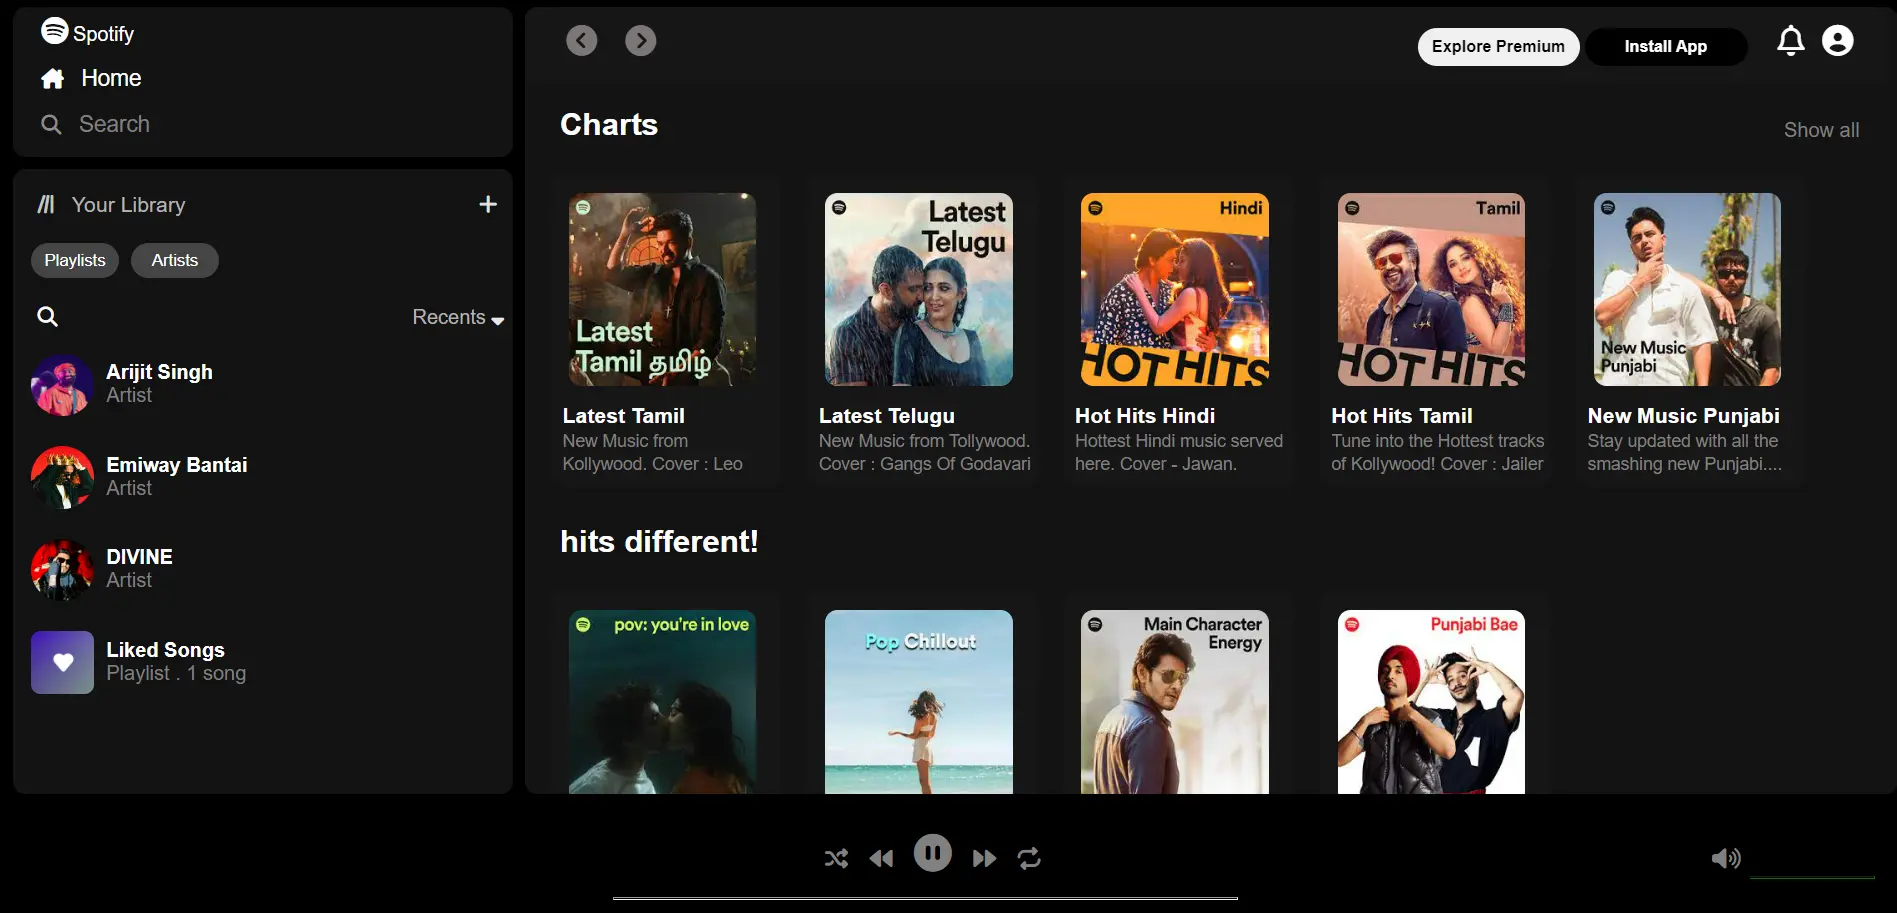 Spotify
Home
Search
Your Library
Playlists
Artists
Recents
Arijit Singh
Artist
Emiway Bantai
Artist
DIVINE
Artist
Liked Songs
Playlist . 1 song
Explore Premium
Install App
Charts
Show all
Latest
Tamil தமிழ்
Latest Tamil
New Music from
Kollywood. Cover : Leo
Latest
Telugu
Latest Telugu
New Music from Tollywood.
Cover : Gangs Of Godavari
Hindi
HOT HITS
Hot Hits Hindi
Hottest Hindi music served
here. Cover - Jawan.
Tamil
HOT HITS
Hot Hits Tamil
Tune into the Hottest tracks
of Kollywood! Cover : Jailer
New Music
Punjabi
New Music Punjabi
Stay updated with all the
smashing new Punjabi....
hits different!
pov: you're in love
Pop Chillout
Main Character
Energy
Punjabi Bae